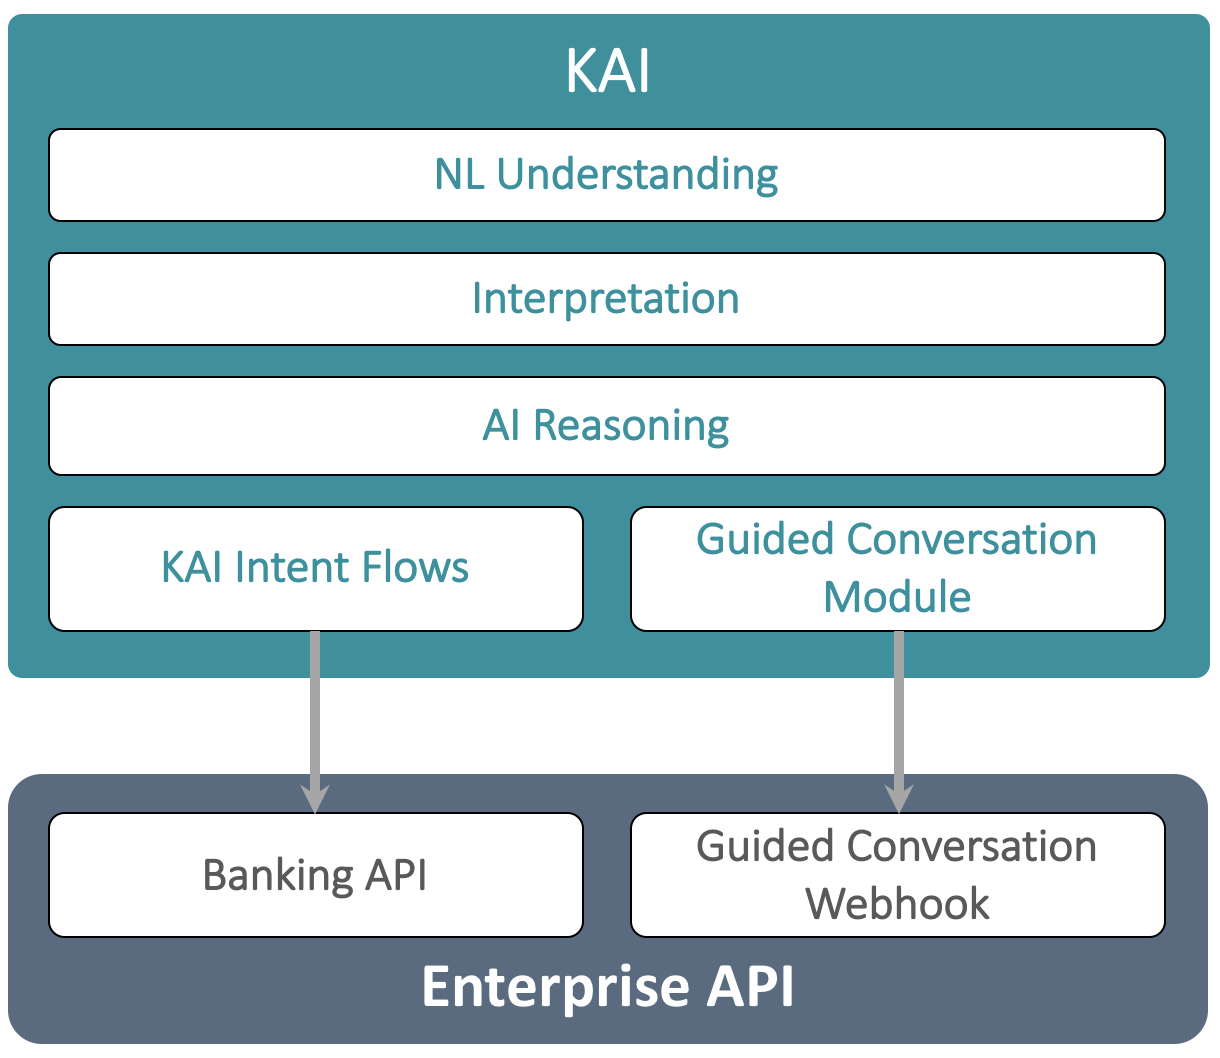 KAI
NL Understanding
Interpretation
AI Reasoning
KAI Intent Flows
Guided Conversation
Module
Banking API
Guided Conversation
Webhook
Enterprise API